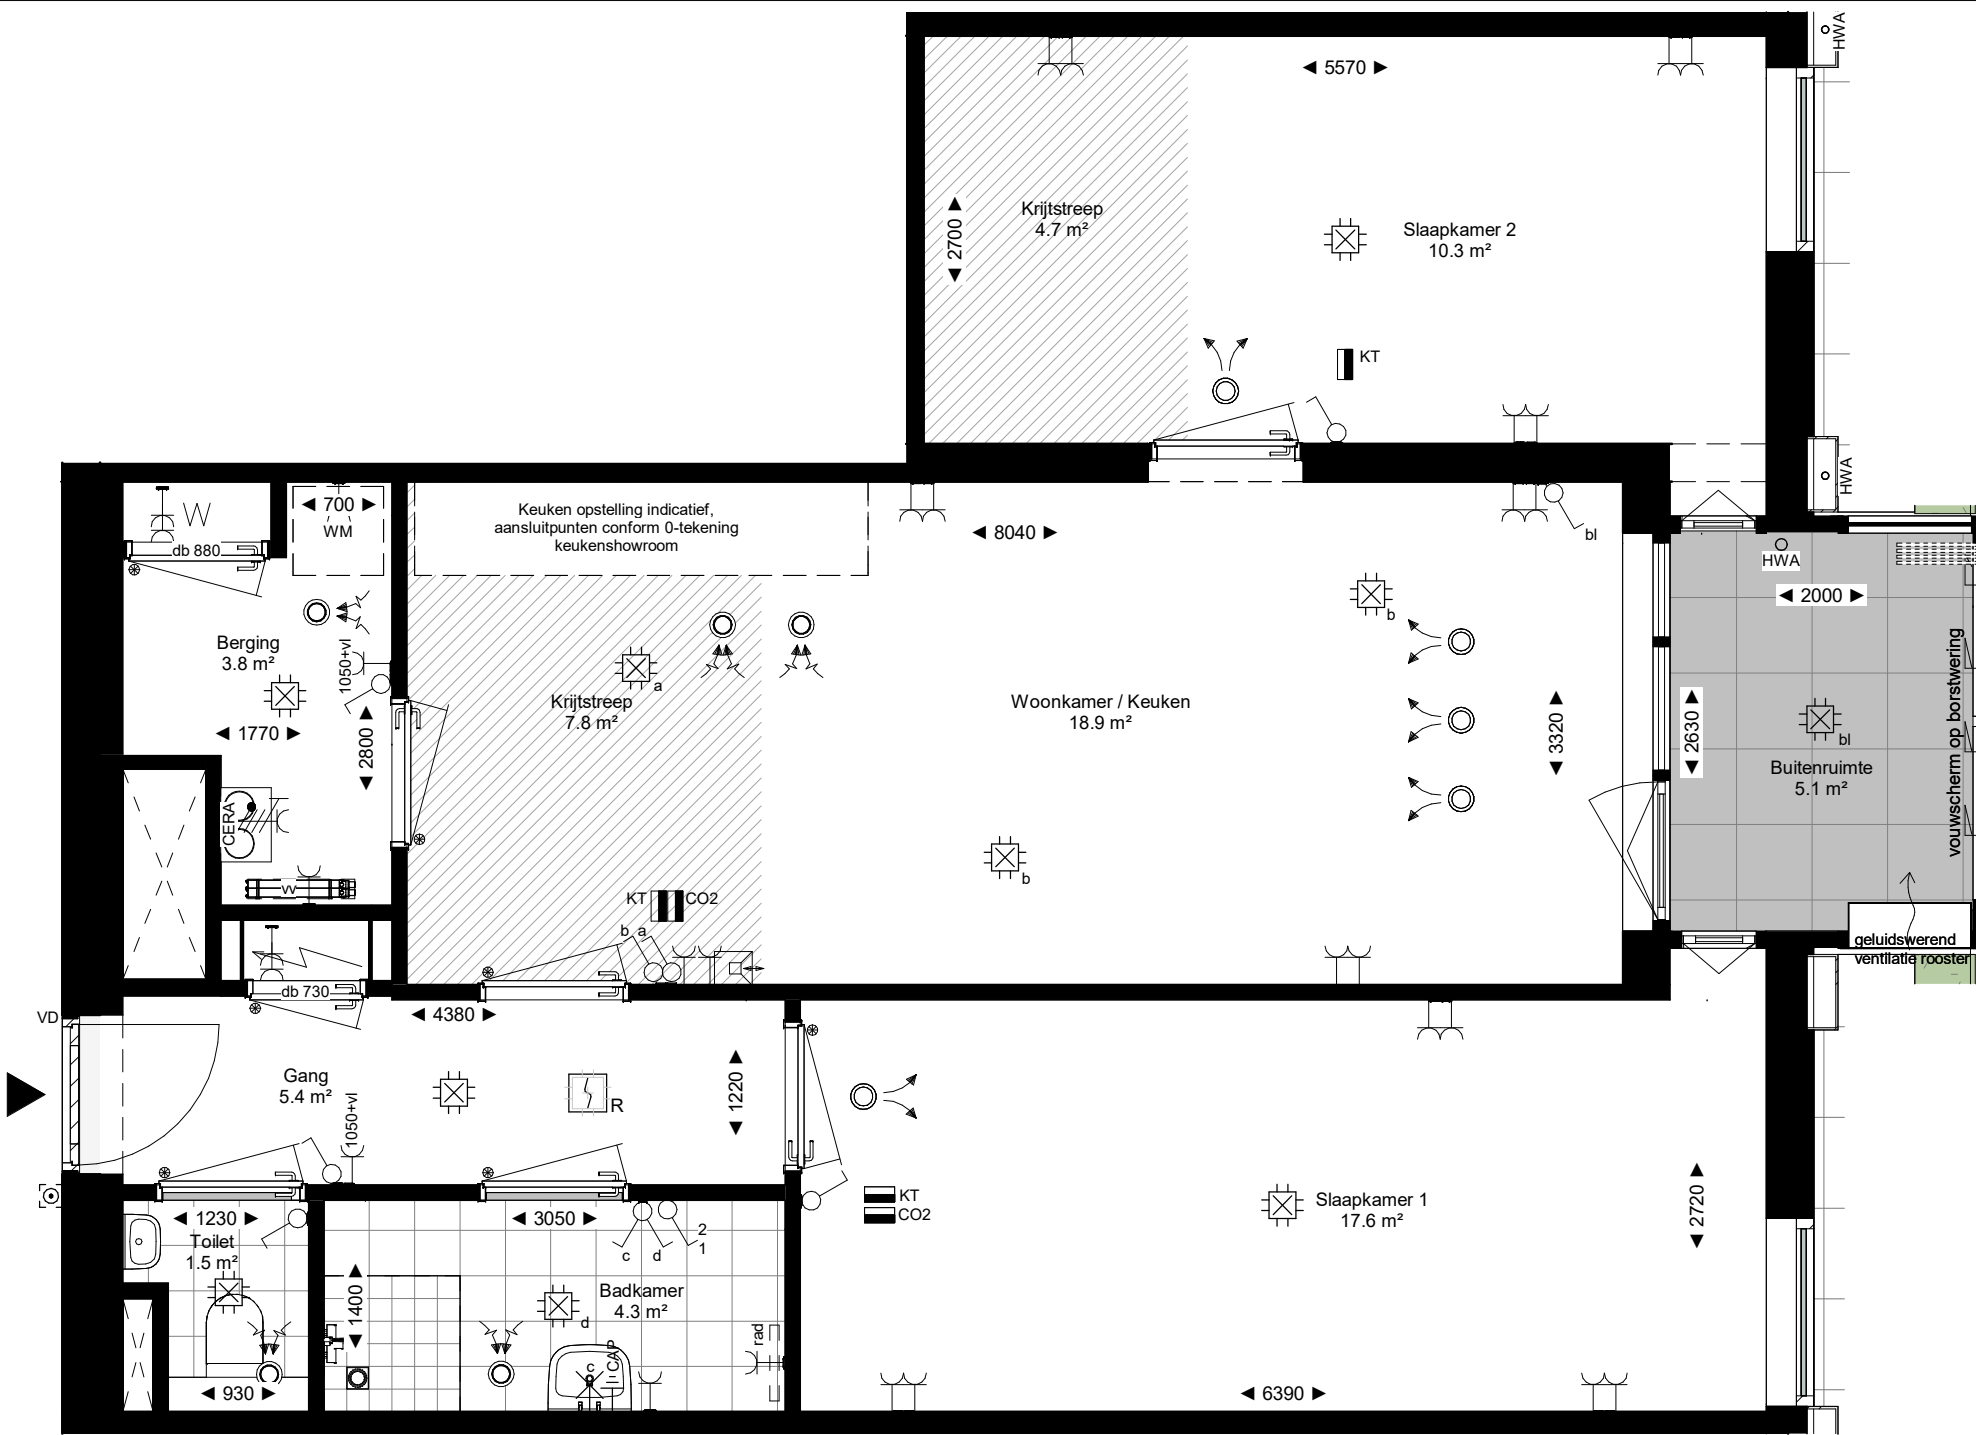 HWA
5570
Krijtstreep
4.7 m²
2700
Slaapkamer 2
10.3 m²
KT
HWA
W
db 880
700
WM
Keuken opstelling indicatief,
aansluitpunten conform 0-tekening
keukenshowroom
8040
bl
HWA
2000
b
Berging
3.8 m²
1050+vl
a
Krijtstreep
7.8 m²
Woonkamer / Keuken
18.9 m²
3320
2630
bl
Buitenruimte
5.1 m²
vouwscherm op borstwering
1770
2800
CERA
VV
b
KT
CO2
b a
geluidswerend
ventilatie rooster
db 730
VD
4380
Gang
5.4 m²
1050+vl
R
1220
KT
CO2
Slaapkamer 1
17.6 m²
2720
1230
Toilet
1.5 m²
3050
c
d
2
1
1400
Badkamer
4.3 m²
d
c
CAP
rad
930
6390